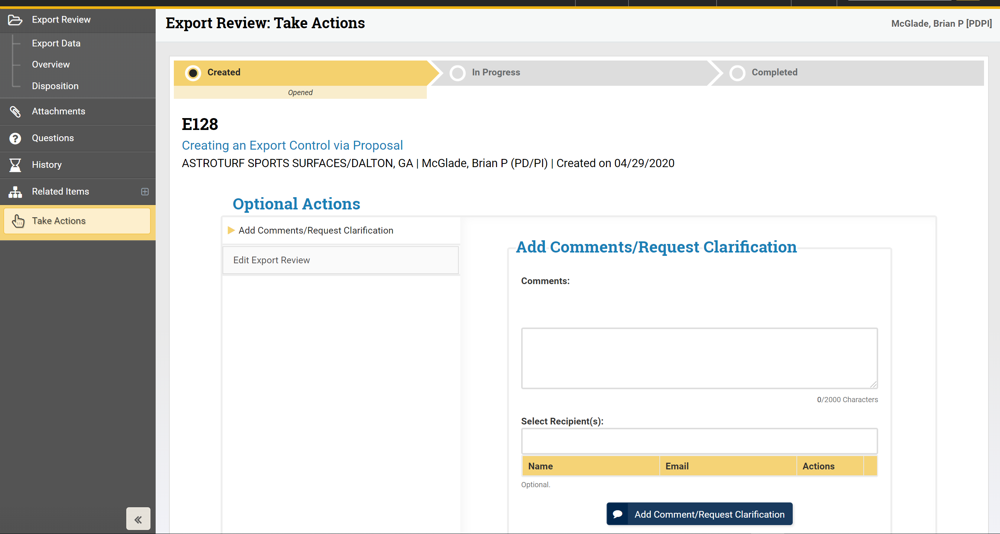 Export Review
Export Data
Overview
Disposition
Attachments
Questions
History
Related Items
Take Actions
Export Review: Take Actions
McGlade, Brian P [PDPI]
Created
In Progress
Completed
Opened
E128
Creating an Export Control via Proposal
ASTROTURF SPORTS SURFACES/DALTON, GA | McGlade, Brian P (PD/PI) | Created on 04/29/2020
Optional Actions
Add Comments/Request Clarification
Edit Export Review
Add Comments/Request Clarification
Comments:
0/2000 Characters
Select Recipient(s):
Name Email Actions
Optional.
Add Comment/Request Clarification